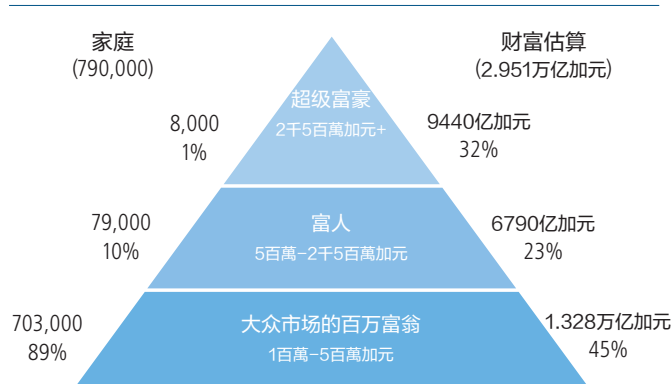 家庭
(790,000)
财富估算
(2.951万亿加元)
超级富豪
2千5百萬加元+
8,000
1%
9440亿加元
32%
富人
5百萬–2千5百萬加元
79,000
10%
6790亿加元
23%
大众市场的百万富翁
1百萬–5百萬加元
703,000
89%
1.328万亿加元
45%